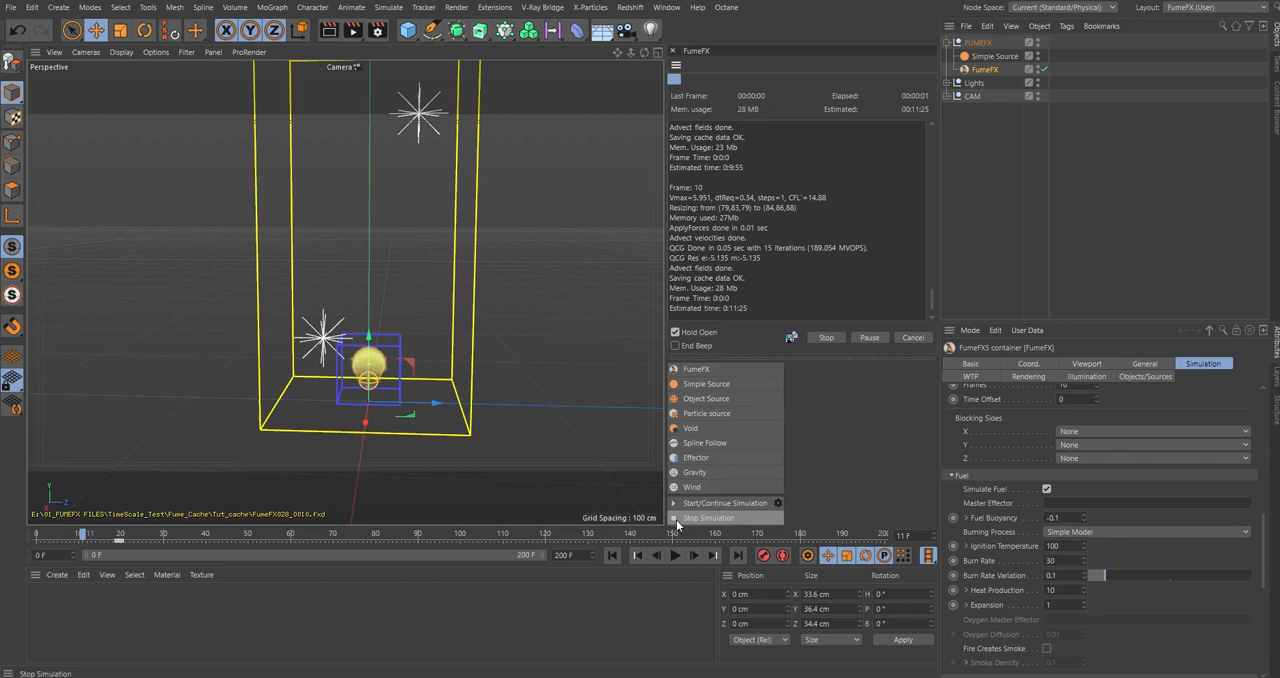 File Edit Create Modes Select Tools Mesh Spline Volume MoGraph Character Animate Simulate Tracker Render Extensions V-Ray Bridge X-Particles Redshift Window Help Octane Node Space: Current (Standard/Physical) Layout: FumeFX (User)
X Y Z
View Cameras Display Options Filter Panel ProRender
Perspective
Camera
E:\01_FUMEFX FILES\TimeScale_Test\Fume_Cache\Tut_cache\FumeFX028_0010.fxd
Grid Spacing : 100 cm
FumeFX
Last Frame: 00:00:00 Elapsed: 00:00:01
Mem. usage: 28 MB Estimated: 00:11:25
Advect fields done.
Saving cache data OK.
Mem. Usage: 23 Mb
Frame Time: 0:0:0
Estimated time: 0:9:55
Frame: 10
Vmax=5.951, dtReq=0.34, steps=1, CFL`=14.88
Resizing: from (79,83,79) to (84,86,88)
Memory used: 27Mb
ApplyForces done in 0.01 sec
Advect velocities done.
QCG Done in 0.05 sec with 15 iterations (189.054 MVOPS).
QCG Res e:-5.135 m:-5.135
Advect fields done.
Saving cache data OK.
Mem. Usage: 28 Mb
Frame Time: 0:0:0
Estimated time: 0:11:25
Hold Open
End Beep
Stop Pause Cancel
FumeFX
Simple Source
Object Source
Particle source
Void
Spline Follow
Effector
Gravity
Wind
Start/Continue Simulation
Stop Simulation
File Edit View Object Tags Bookmarks
FUMEFX
Simple Source
FumeFX
Lights
CAM
Objects
Takes
Content Browser
Attributes
Layers
Structure
Mode Edit User Data
FumeFX5 container [FumeFX]
Basic Coord. Viewport General Simulation
WTP Rendering Illumination Objects/Sources
Frames 10
Time Offset 0
Blocking Sides
X None
Y None
Z None
Fuel
Simulate Fuel
Master Effector
Fuel Buoyancy -0.1
Burning Process Simple Model
Ignition Temperature 100
Burn Rate 30
Burn Rate Variation 0.1
Heat Production 10
Expansion 1
Oxygen Master Effector
Oxygen Diffusion 0.01
Fire Creates Smoke
Smoke Density 0.1
0 11 20 30 40 50 60 70 80 90 100 110 120 130 140 150 160 170 180 190 200 11 F
0 F 0 F 200 F 200 F
Create Edit View Select Material Texture
Position Size Rotation
X 0 cm X 33.6 cm H 0 °
Y 0 cm Y 36.4 cm P 0 °
Z 0 cm Z 34.4 cm B 0 °
Object (Rel) Size Apply
Stop Simulation